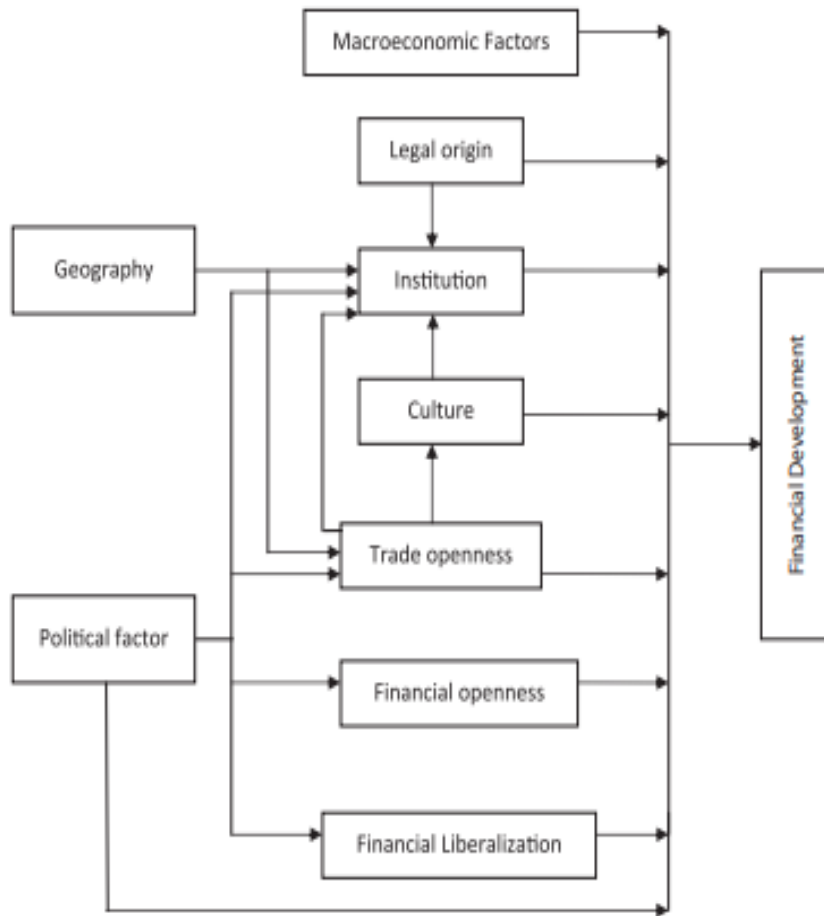 Macroeconomic Factors
Legal origin
Geography
Institution
Culture
Trade openness
Political factor
Financial openness
Financial Liberalization
Financial Development